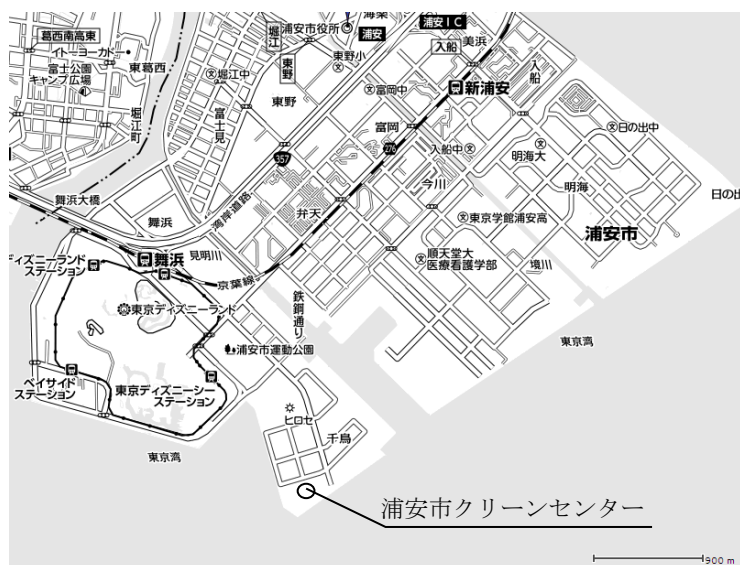 葛西南高東
イトーヨーカドー
富士公園
キャンプ広場
東葛西
堀江町
浦安市役所
海楽
浦安
浦安IC
入船
美浜
堀江
東野
東野小
堀江中
富士見
東野
富岡中
新浦安
入船
富岡
357
276
入船中
日の出中
明海大
今川
明海
日の出
舞浜大橋
舞浜
湾岸道路
弁天
東京学館浦安高
浦安市
見明川
舞浜
ディズニーランド
ステーション
京葉線
順天堂大
医療看護学部
境川
東京ディズニーランド
鉄鋼通り
浦安市運動公園
東京湾
ベイサイド
ステーション
東京ディズニーシー
ステーション
ヒロセ
千鳥
東京湾
浦安市クリーンセンター
900 m